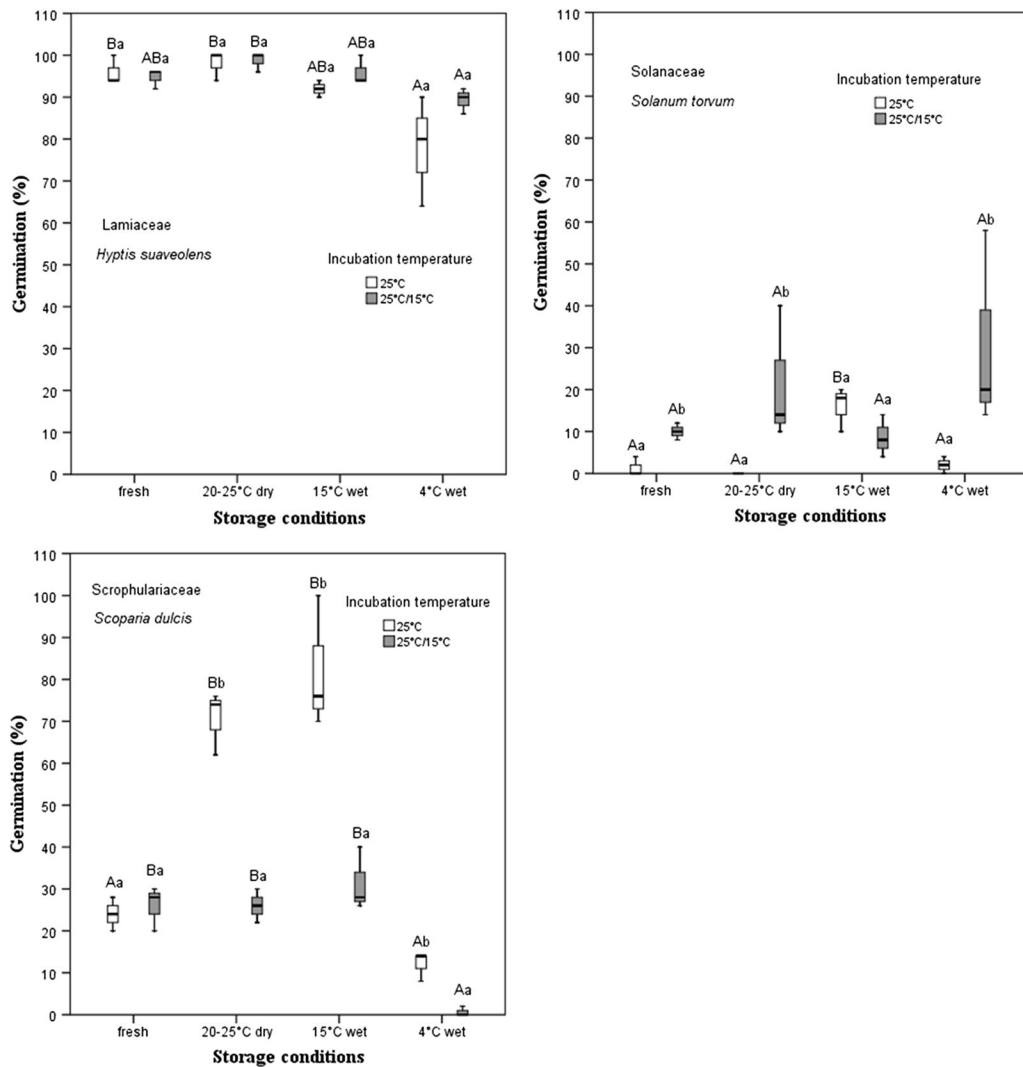 110
100
90
80
70
60
50
40
30
20
10
0
Germination (%)
Ba
ABa
Ba
Ba
ABa
ABa
Aa
Aa
Lamiaceae
Hyptis suaveolens
Incubation temperature
25°C
25°C/15°C
fresh
20-25°C dry
15°C wet
4°C wet
Storage conditions
110
100
90
80
70
60
50
40
30
20
10
0
Germination (%)
Solanaceae
Solanum torvum
Incubation temperature
25°C
25°C/15°C
Aa
Ab
Aa
Ab
Ba
Aa
Aa
Ab
fresh
20-25°C dry
15°C wet
4°C wet
Storage conditions
110
100
90
80
70
60
50
40
30
20
10
0
Germination (%)
Scrophulariaceae
Scoparia dulcis
Incubation temperature
25°C
25°C/15°C
Aa
Ba
Bb
Ba
Bb
Ba
Ab
Aa
fresh
20-25°C dry
15°C wet
4°C wet
Storage conditions